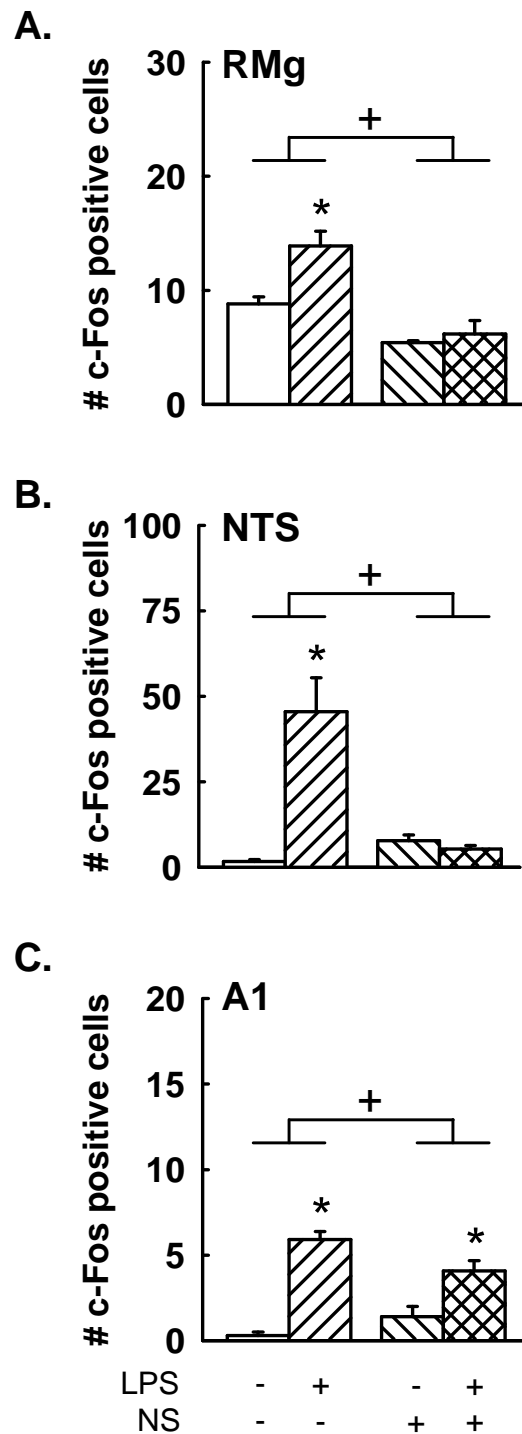 A.
RMg
# c-Fos positive cells
30
20
10
0
+
*
B.
NTS
# c-Fos positive cells
100
75
50
25
0
+
*
C.
A1
# c-Fos positive cells
20
15
10
5
0
+
*
*
LPS - + - +
NS - - + +